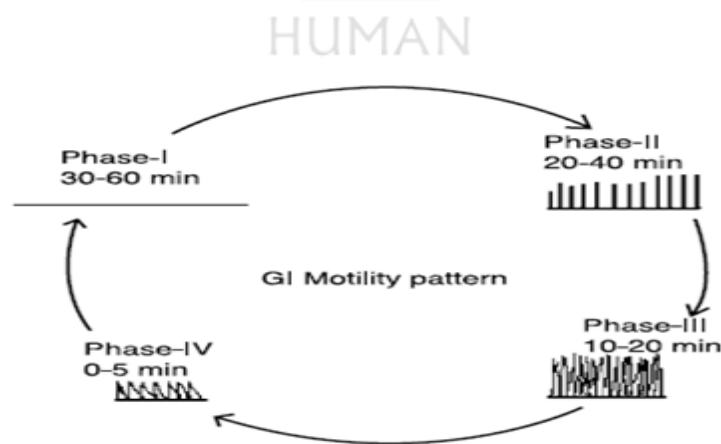 HUMAN
Phase-I
30-60 min
Phase-II
20-40 min
GI Motility pattern
Phase-III
10-20 min
Phase-IV
0-5 min